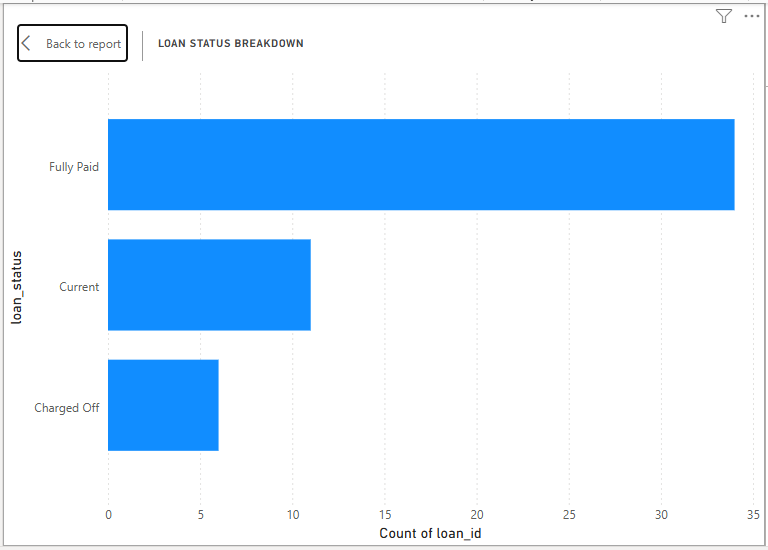 Back to report
LOAN STATUS BREAKDOWN
Fully Paid
Current
Charged Off
loan_status
0 5 10 15 20 25 30 35
Count of loan_id